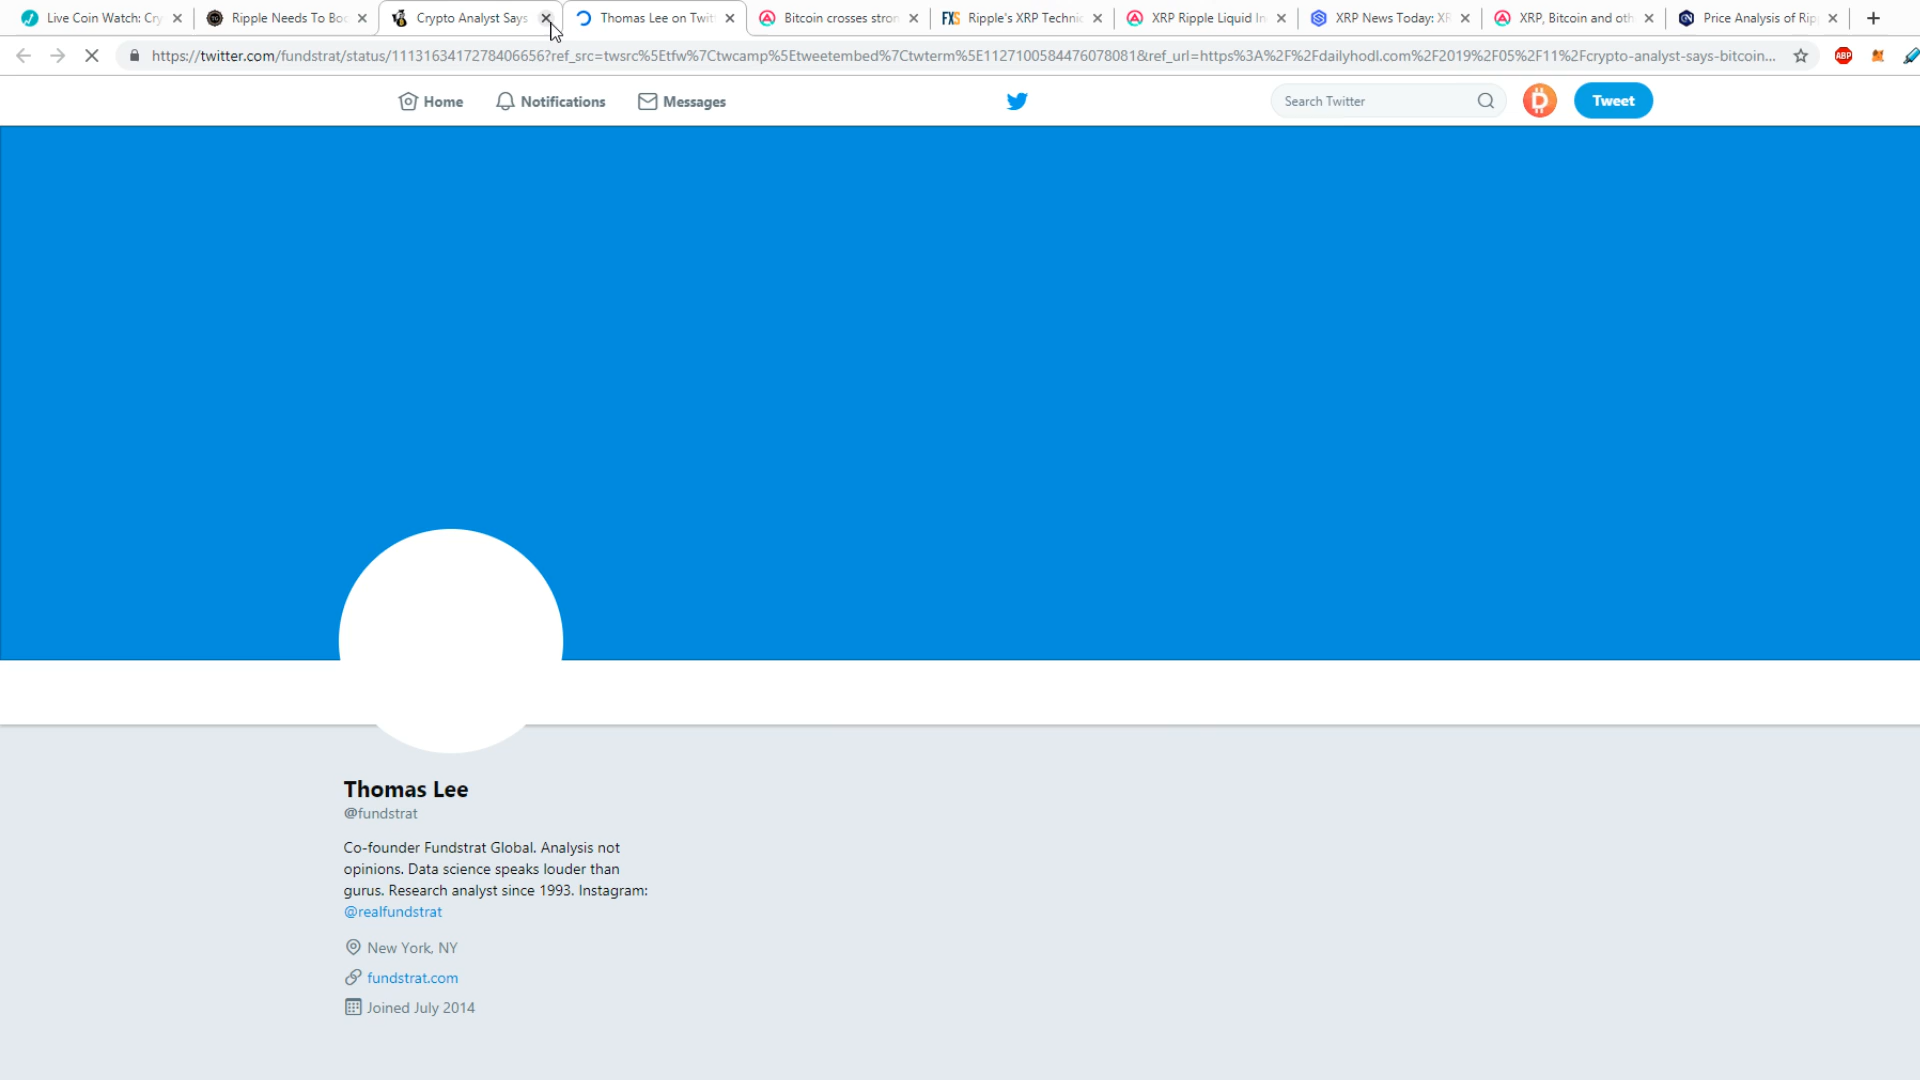 Live Coin Watch: Cry
Ripple Needs To Boo
Crypto Analyst Says
Thomas Lee on Twit
Bitcoin crosses stron
FXS Ripple's XRP Technic
XRP Ripple Liquid In
XRP News Today: XR
XRP, Bitcoin and oth
Price Analysis of Rip
https://twitter.com/fundstrat/status/1113163417278406656?ref_src=twsrc%5Etfw%7Ctwcamp%5Etweetembed%7Ctwterm%5E1127100584476078081&ref_url=https%3A%2F%2Fdailyhodl.com%2F2019%2F05%2F11%2Fcrypto-analyst-says-bitcoin...
ABP
Home
Notifications
Messages
Search Twitter
Tweet
Thomas Lee
@fundstrat
Co-founder Fundstrat Global. Analysis not
opinions. Data science speaks louder than
gurus. Research analyst since 1993. Instagram:
@realfundstrat
New York, NY
fundstrat.com
Joined July 2014